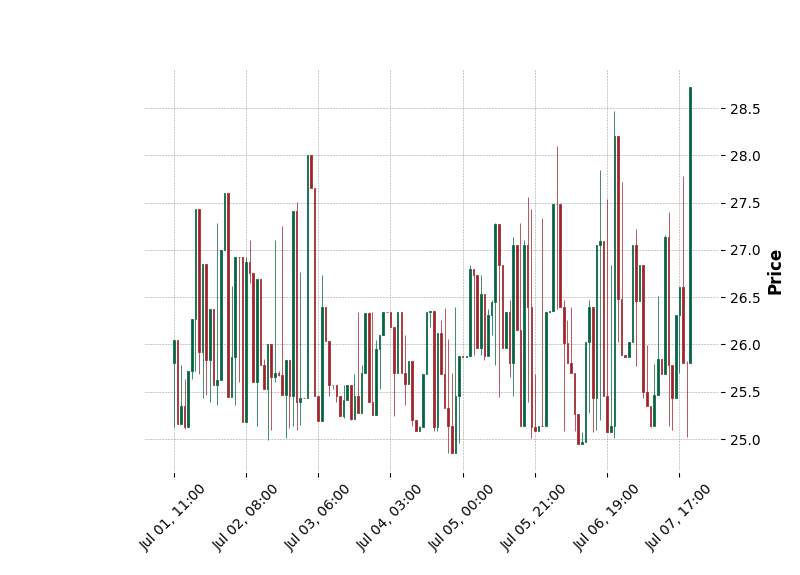 28.5
28.0
27.5
27.0
26.5
26.0
25.5
25.0
Price
Jul 01, 11:00
Jul 02, 08:00
Jul 03, 06:00
Jul 04, 03:00
Jul 05, 00:00
Jul 05, 21:00
Jul 06, 19:00
Jul 07, 17:00